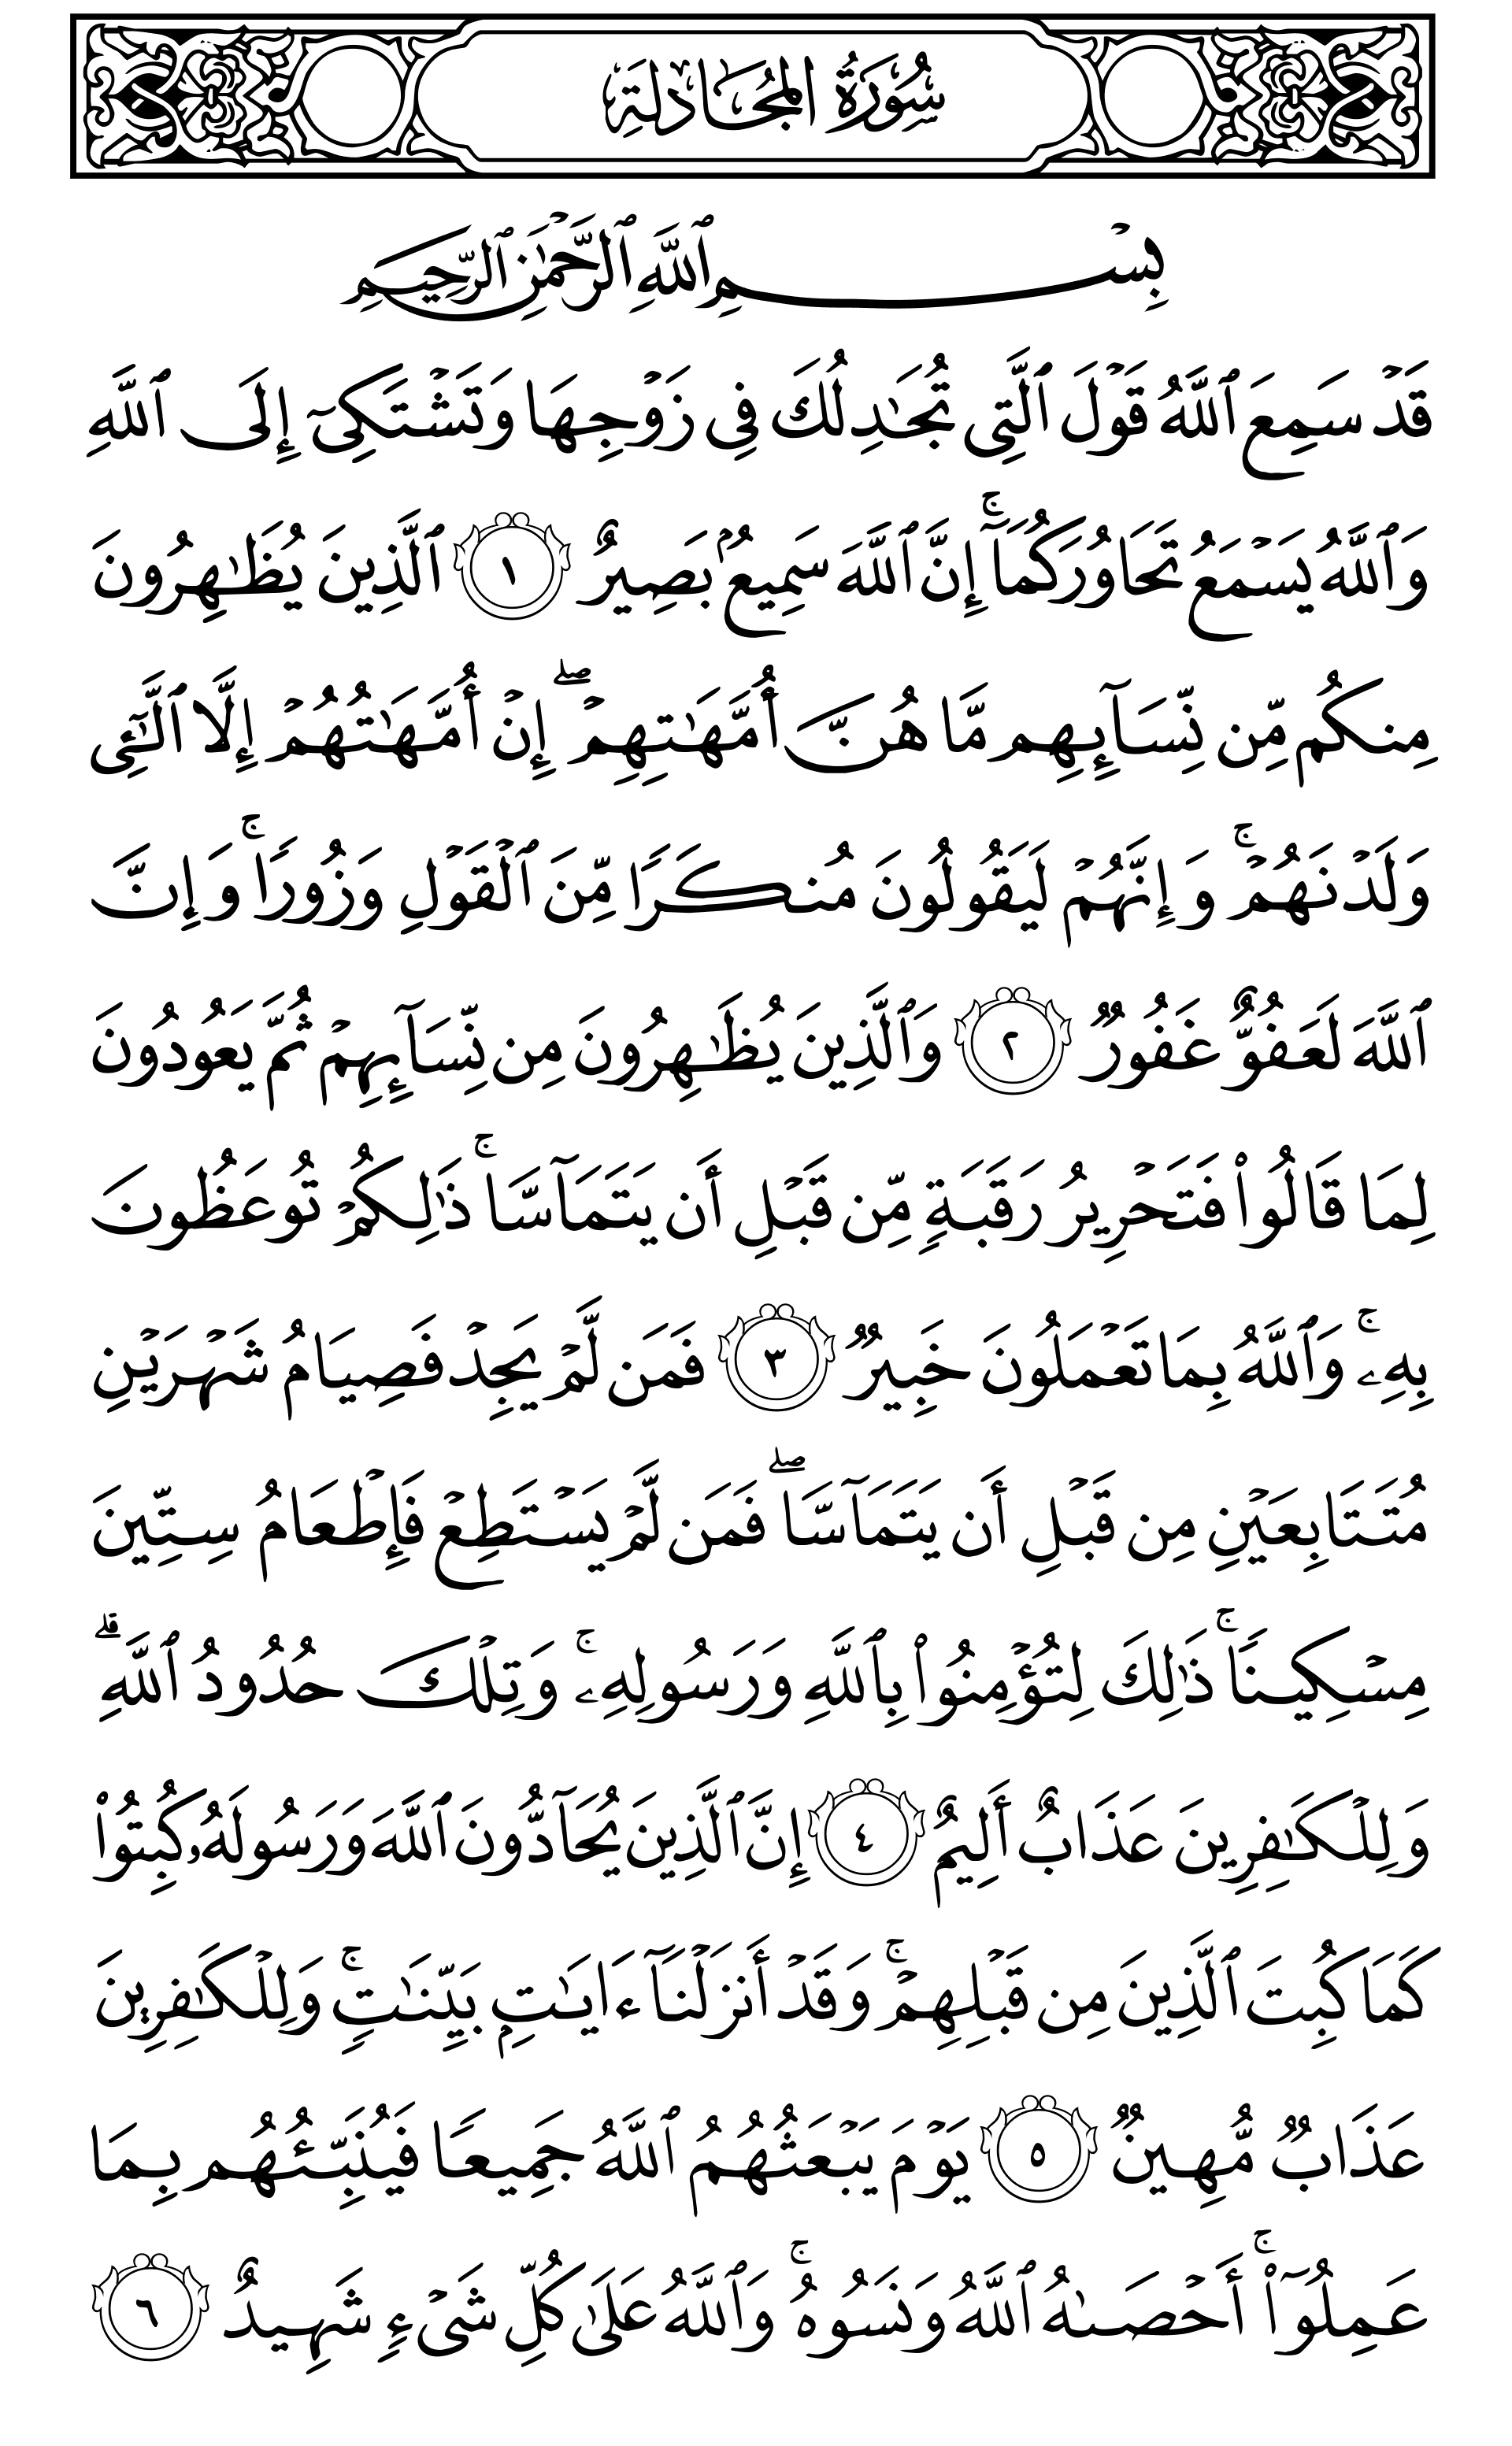 سُورَةُ المُجَادلة
بِسۡمِ ٱللَّهِ ٱلرَّحۡمَٰنِ ٱلرَّحِيمِ
قَدۡ سَمِعَ ٱللَّهُ قَوۡلَ ٱلَّتِي تُجَٰدِلُكَ فِي زَوۡجِهَا وَتَشۡتَكِيٓ إِلَى ٱللَّهِ
وَٱللَّهُ يَسۡمَعُ تَحَاوُرَكُمَآۚ إِنَّ ٱللَّهَ سَمِيعُۢ بَصِيرٌ ١ ٱلَّذِينَ يُظَٰهِرُونَ
مِنكُم مِّن نِّسَآئِهِم مَّا هُنَّ أُمَّهَٰتِهِمۡۖ إِنۡ أُمَّهَٰتُهُمۡ إِلَّا ٱلَّٰٓـِٔي
وَلَدۡنَهُمۡۚ وَإِنَّهُمۡ لَيَقُولُونَ مُنكَرٗا مِّنَ ٱلۡقَوۡلِ وَزُورٗاۚ وَإِنَّ
ٱللَّهَ لَعَفُوٌّ غَفُورٞ ٢ وَٱلَّذِينَ يُظَٰهِرُونَ مِن نِّسَآئِهِمۡ ثُمَّ يَعُودُونَ
لِمَا قَالُواْ فَتَحۡرِيرُ رَقَبَةٖ مِّن قَبۡلِ أَن يَتَمَآسَّاۚ ذَٰلِكُمۡ تُوعَظُونَ
بِهِۦۚ وَٱللَّهُ بِمَا تَعۡمَلُونَ خَبِيرٞ ٣ فَمَن لَّمۡ يَجِدۡ فَصِيَامُ شَهۡرَيۡنِ
مُتَتَابِعَيۡنِ مِن قَبۡلِ أَن يَتَمَآسَّاۖ فَمَن لَّمۡ يَسۡتَطِعۡ فَإِطۡعَامُ سِتِّينَ
مِسۡكِينٗاۚ ذَٰلِكَ لِتُؤۡمِنُواْ بِٱللَّهِ وَرَسُولِهِۦۚ وَتِلۡكَ حُدُودُ ٱللَّهِۗ
وَلِلۡكَٰفِرِينَ عَذَابٌ أَلِيمٌ ٤ إِنَّ ٱلَّذِينَ يُحَآدُّونَ ٱللَّهَ وَرَسُولَهُۥ كُبِتُواْ
كَمَا كُبِتَ ٱلَّذِينَ مِن قَبۡلِهِمۡۚ وَقَدۡ أَنزَلۡنَآ ءَايَٰتِۭ بَيِّنَٰتٖۚ وَلِلۡكَٰفِرِينَ
عَذَابٞ مُّهِينٞ ٥ يَوۡمَ يَبۡعَثُهُمُ ٱللَّهُ جَمِيعٗا فَيُنَبِّئُهُم بِمَا
عَمِلُوٓاْۚ أَحۡصَىٰهُ ٱللَّهُ وَنَسُوهُۚ وَٱللَّهُ عَلَىٰ كُلِّ شَيۡءٖ شَهِيدٌ ٦